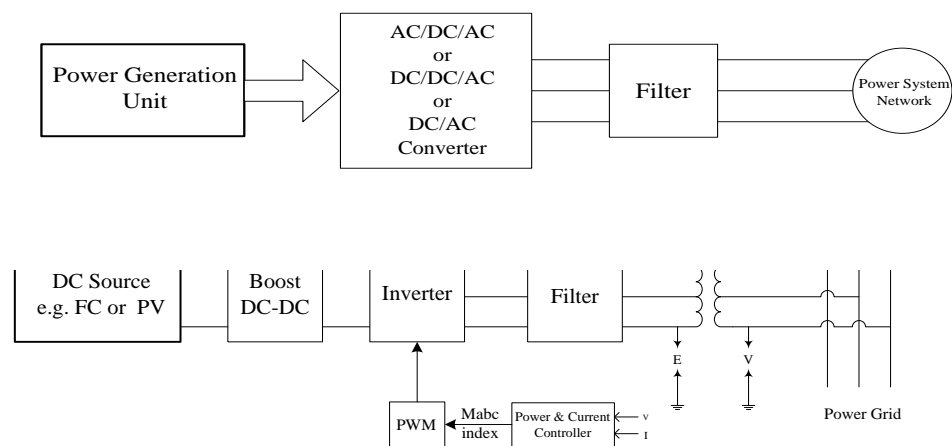 Power Generation
Unit
AC/DC/AC
or
DC/DC/AC
or
DC/AC
Converter
Filter
Power System
Network
DC Source
e.g. FC or PV
Boost
DC-DC
Inverter
Filter
E
V
Power Grid
PWM
Mabc
index
Power & Current
Controller
V
I